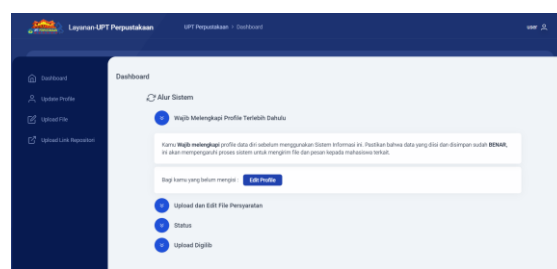 Layanan-UPT Perpustakaan
UPT Perpustakaan > Dashboard
user
Dashboard
Update Profile
Upload File
Upload Link Repositori
Dashboard
Alur Sistem
Wajib Melengkapi Profile Terlebih Dahulu
Kamu Wajib melengkapi profile data diri sebelum menggunakan Sistem Informasi ini. Pastikan bahwa data yang diisi dan disimpan sudah BENAR,
ini akan mempengaruhi proses sistem untuk mengirim file dan pesan kepada mahasiswa terkait.
Bagi kamu yang belum mengisi : Edit Profile
Upload dan Edit File Persyaratan
Status
Upload Digilib